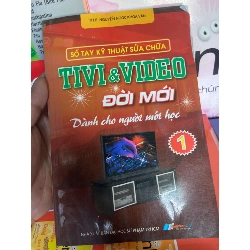 SỔ TAY KỸ THUẬT SỬA CHỮA
TIVI & VIDEO
ĐỜI MỚI
Dành cho người mới học
1